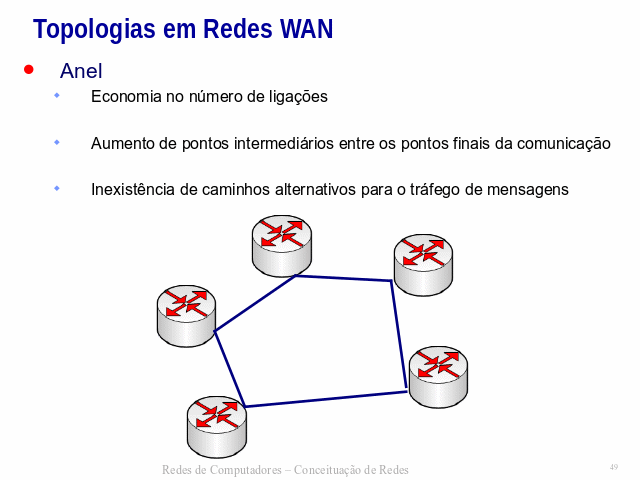 Topologias em Redes WAN
Anel
Economia no número de ligações
Aumento de pontos intermediários entre os pontos finais da comunicação
Inexistência de caminhos alternativos para o tráfego de mensagens
Redes de Computadores – Conceituação de Redes
49